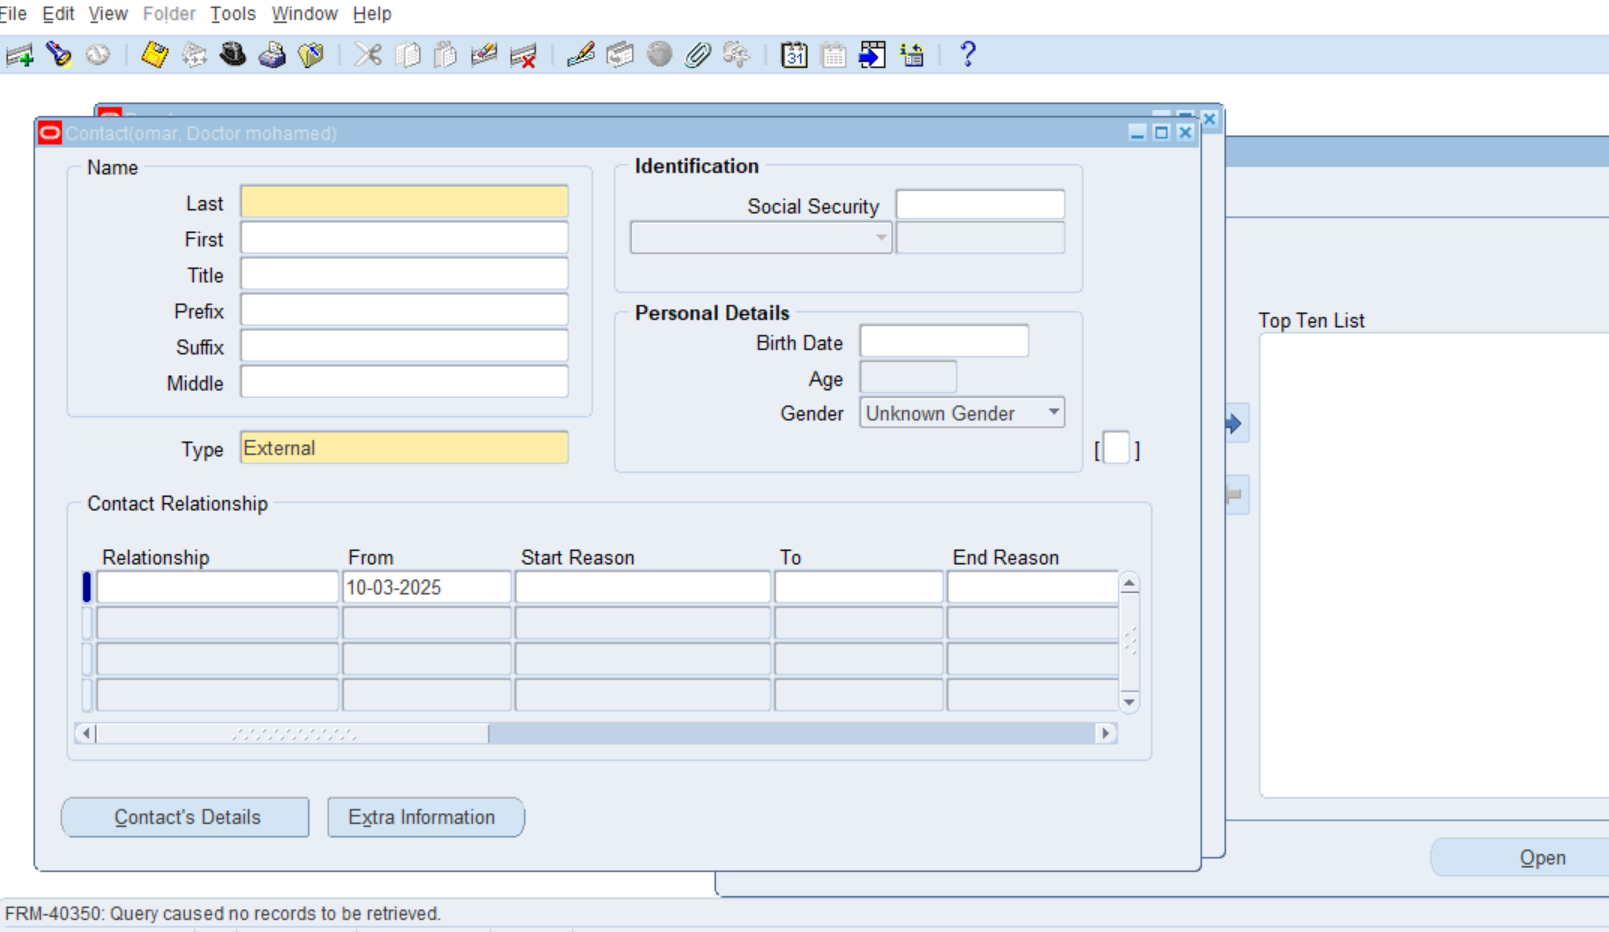 File Edit View Folder Tools Window Help
31
?
Contact(omar, Doctor mohamed)
Name
Last
First
Title
Prefix
Suffix
Middle
Type External
Identification
Social Security
Personal Details
Birth Date
Age
Gender Unknown Gender
[ ]
Contact Relationship
Relationship From Start Reason To End Reason
10-03-2025
Contact's Details Extra Information
Top Ten List
Open
FRM-40350: Query caused no records to be retrieved.